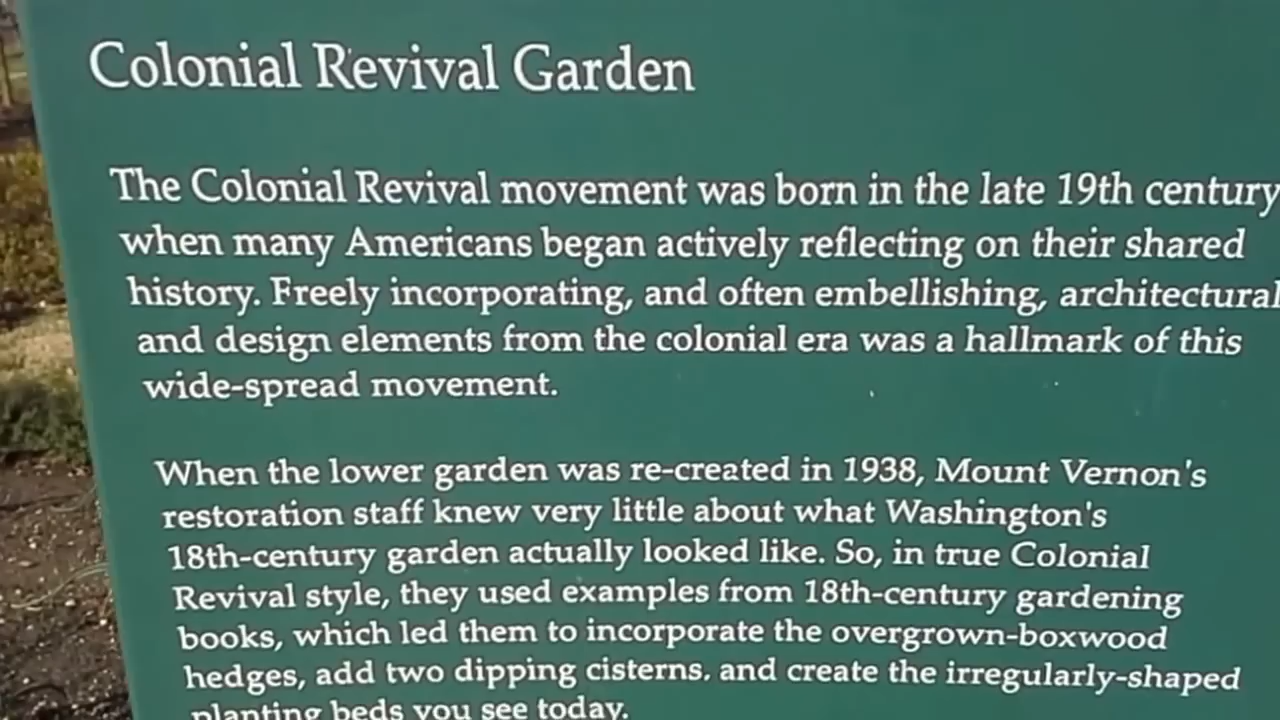 Colonial Revival Garden
The Colonial Revival movement was born in the late 19th century
when many Americans began actively reflecting on their shared
history. Freely incorporating, and often embellishing, architectural
and design elements from the colonial era was a hallmark of this
wide-spread movement.
When the lower garden was re-created in 1938, Mount Vernon's
restoration staff knew very little about what Washington's
18th-century garden actually looked like. So, in true Colonial
Revival style, they used examples from 18th-century gardening
books, which led them to incorporate the overgrown-boxwood
hedges, add two dipping cisterns, and create the irregularly-shaped
planting beds you see today.